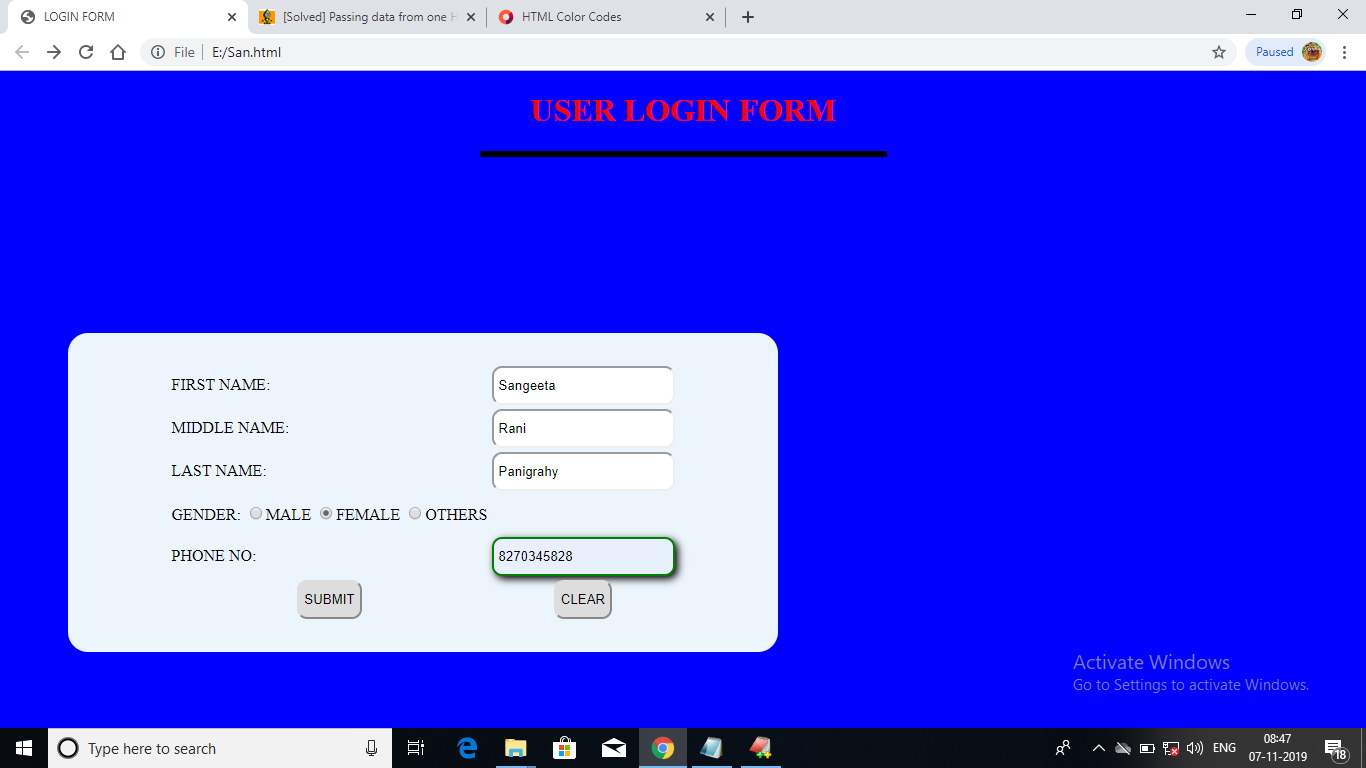 LOGIN FORM
[Solved] Passing data from one H
HTML Color Codes
File
E:/San.html
Paused
USER LOGIN FORM
FIRST NAME: Sangeeta
MIDDLE NAME: Rani
LAST NAME: Panigrahy
GENDER: MALE FEMALE OTHERS
PHONE NO: 8270345828
SUBMIT CLEAR
Activate Windows
Go to Settings to activate Windows.
Type here to search
ENG
08:47
07-11-2019
18